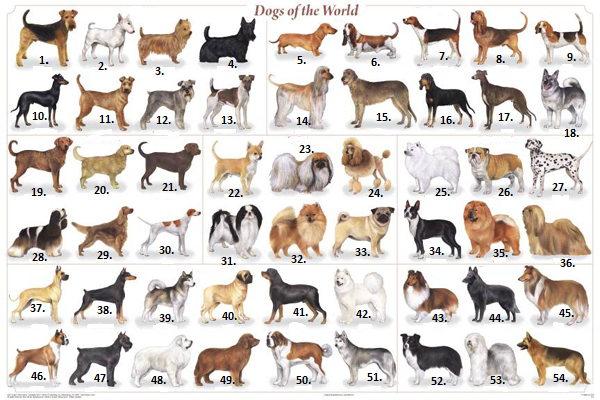 Dogs of the World
1. 2. 3. 4. 5. 6. 7. 8. 9.
10. 11. 12. 13. 14. 15. 16. 17. 18.
19. 20. 21. 22. 23. 24. 25. 26. 27.
28. 29. 30. 31. 32. 33. 34. 35. 36.
37. 38. 39. 40. 41. 42. 43. 44. 45.
46. 47. 48. 49. 50. 51. 52. 53. 54.